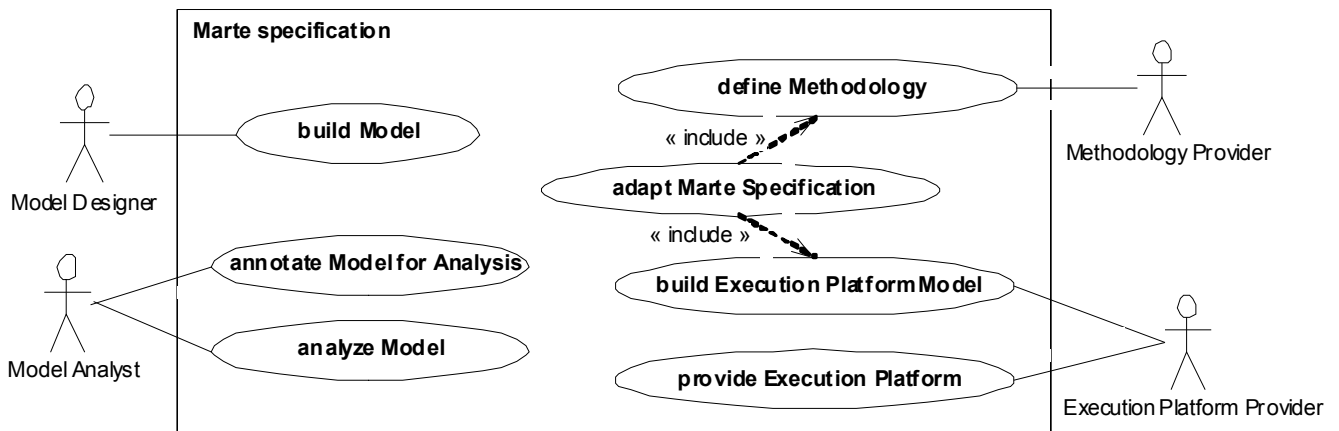 Marte specification
define Methodology
build Model
« include »
Methodology Provider
adapt Marte Specification
Model Designer
« include »
annotate Model for Analysis
build Execution Platform Model
analyze Model
Model Analyst
provide Execution Platform
Execution Platform Provider